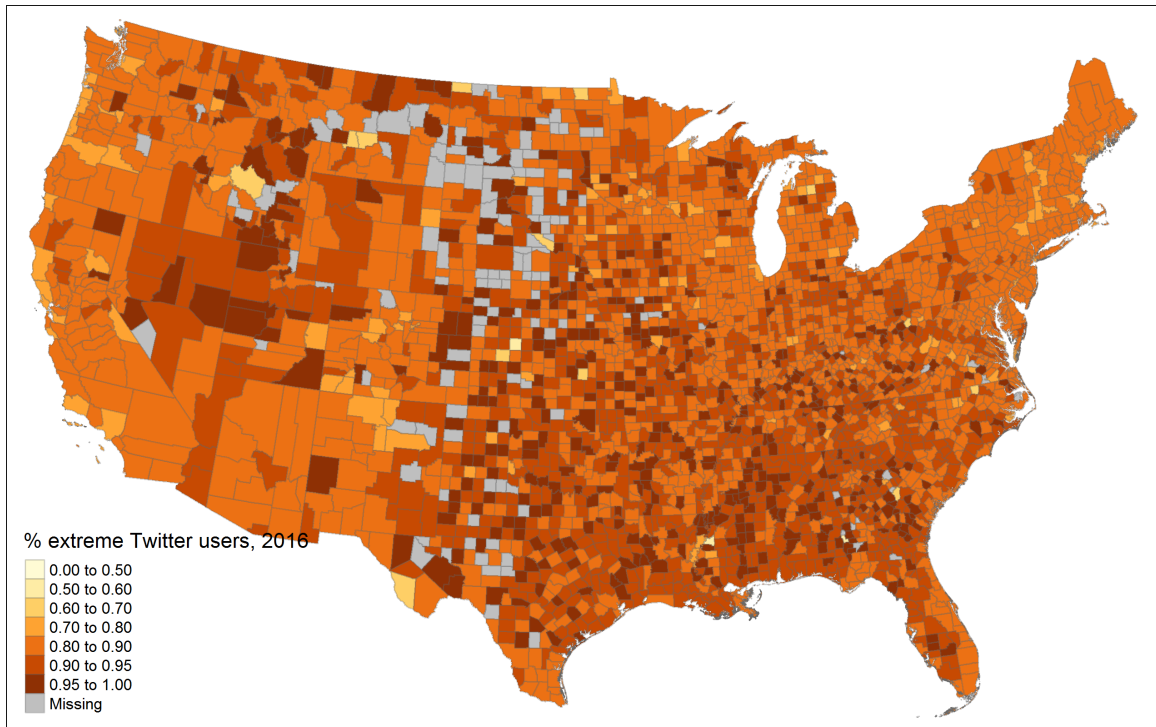 % extreme Twitter users, 2016
0.00 to 0.50
0.50 to 0.60
0.60 to 0.70
0.70 to 0.80
0.80 to 0.90
0.90 to 0.95
0.95 to 1.00
Missing